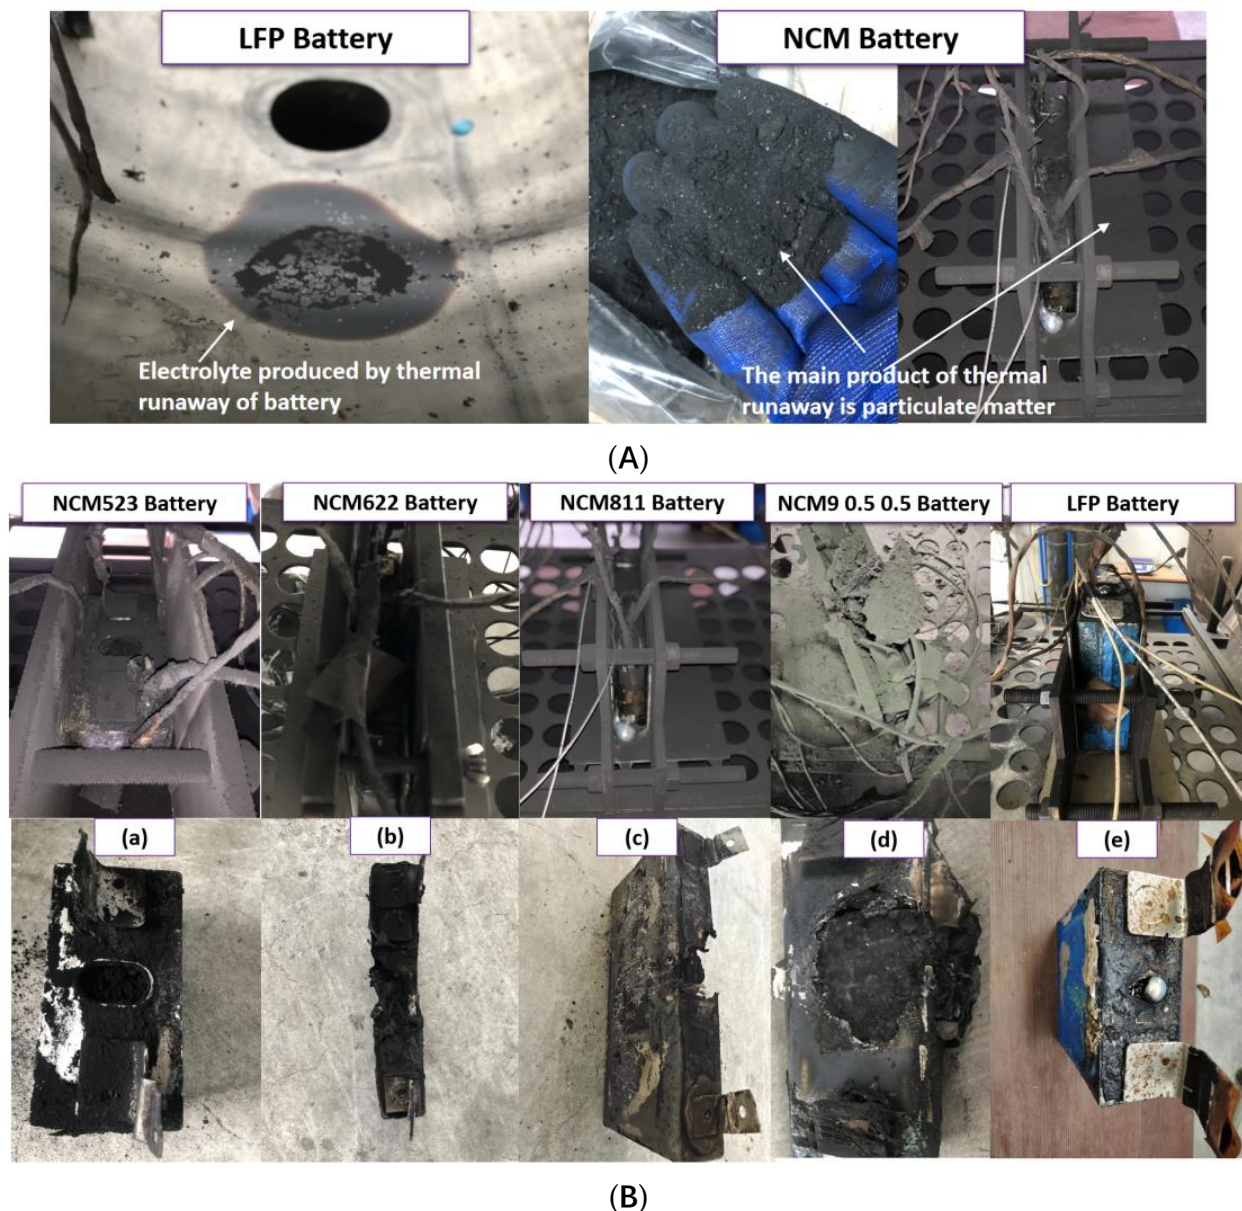 LFP Battery
NCM Battery
Electrolyte produced by thermal
runaway of battery
The main product of thermal
runaway is particulate matter
(A)
NCM523 Battery
NCM622 Battery
NCM811 Battery
NCM9 0.5 0.5 Battery
LFP Battery
(a)
(b)
(c)
(d)
(e)
(B)